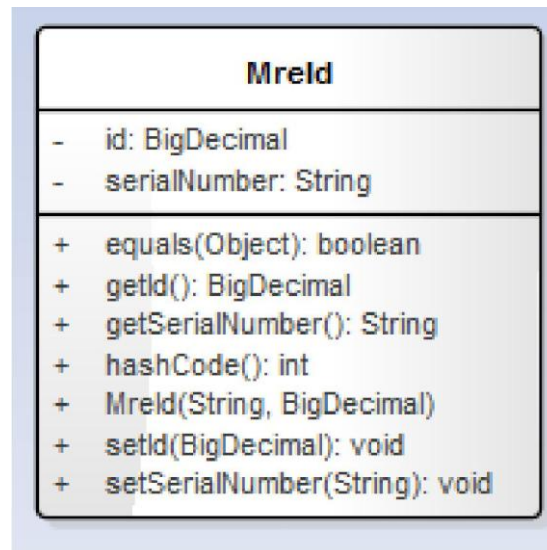 MreId
- id: BigDecimal
- serialNumber: String
+ equals(Object): boolean
+ getId(): BigDecimal
+ getSerialNumber(): String
+ hashCode(): int
+ MreId(String, BigDecimal)
+ setId(BigDecimal): void
+ setSerialNumber(String): void